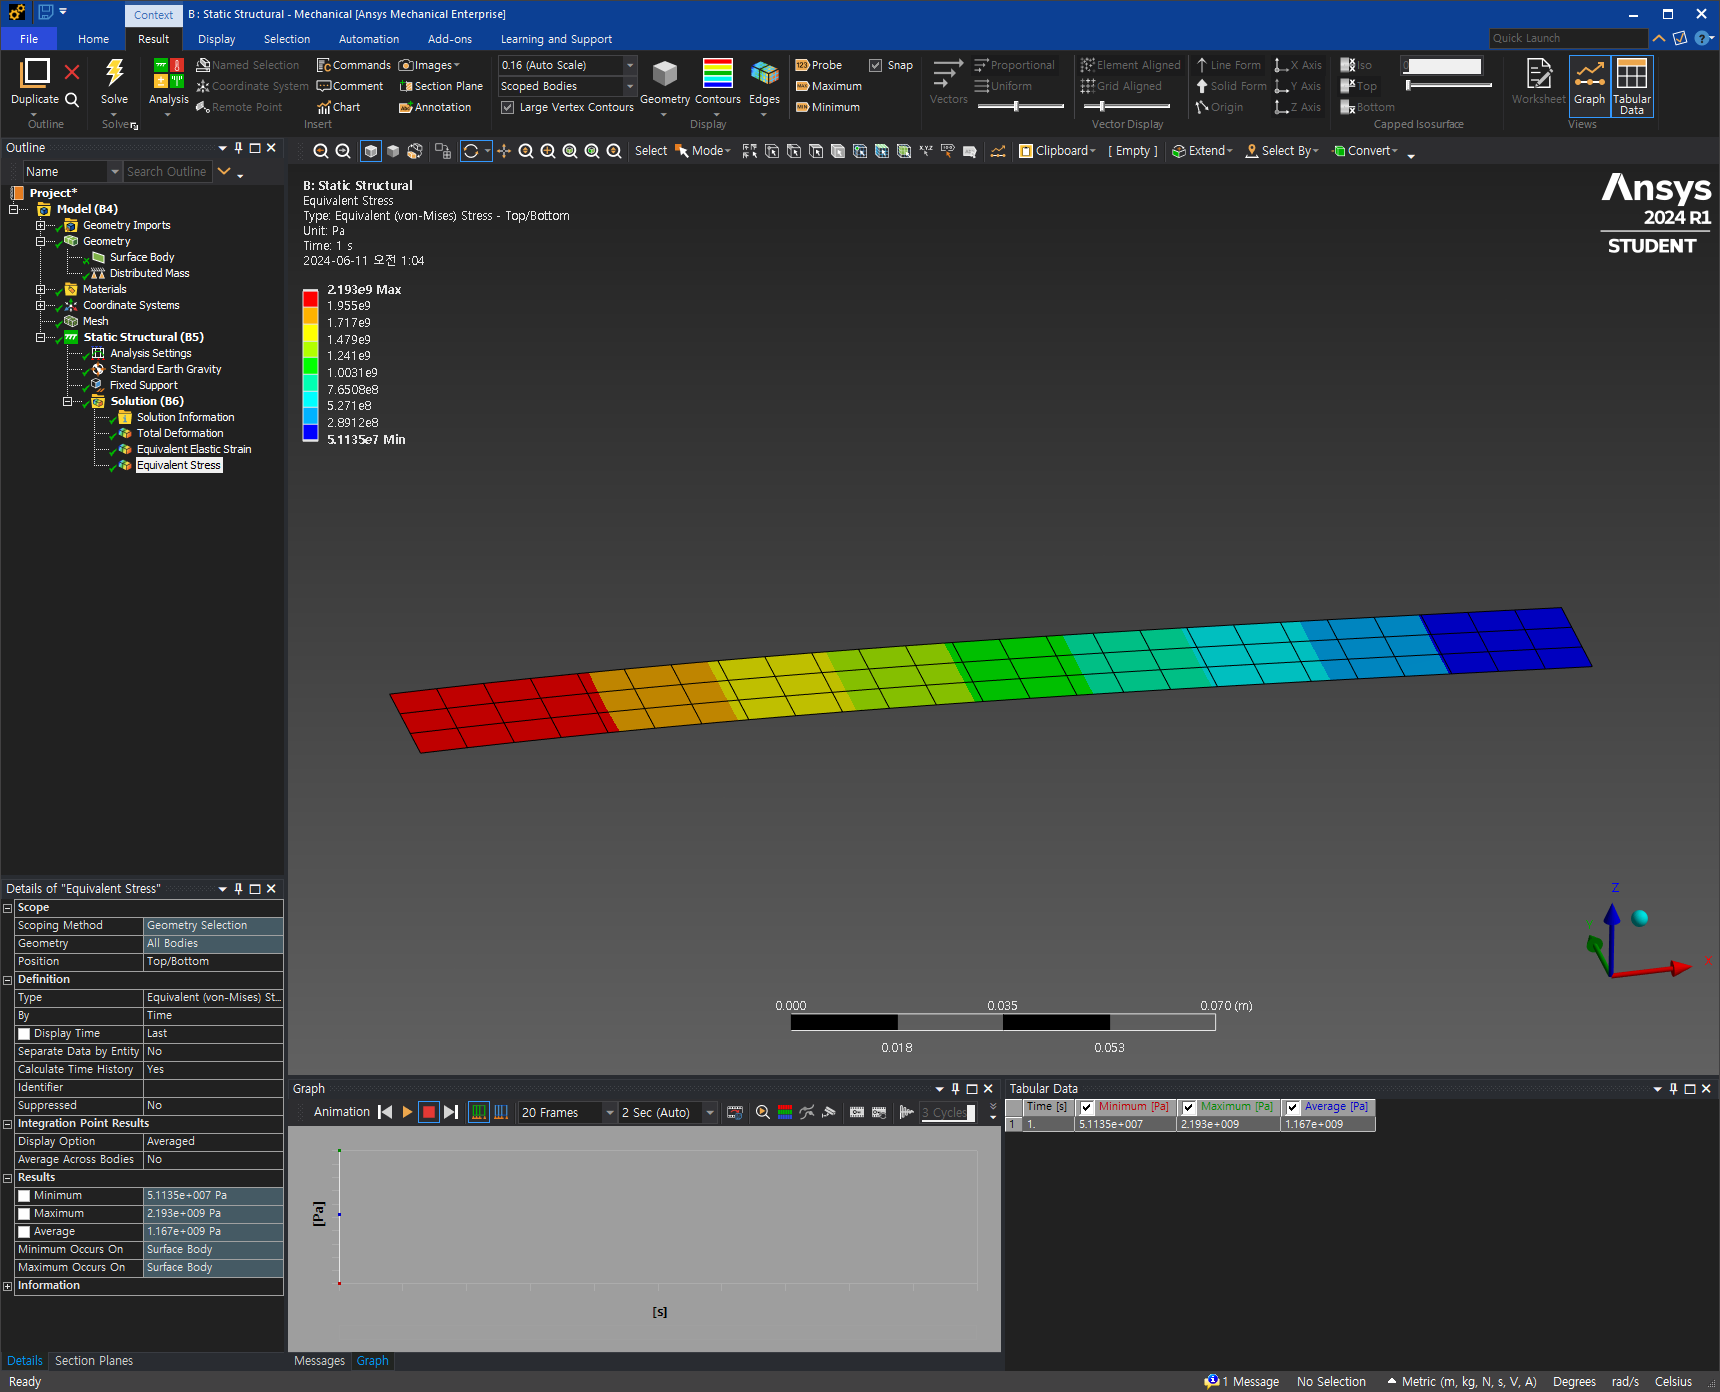 Context
B: Static Structural - Mechanical [Ansys Mechanical Enterprise]
File Home Result Display Selection Automation Add-ons Learning and Support
Quick Launch
Duplicate
Outline
Solve
Solver
Analysis
Named Selection
Coordinate System
Remote Point
Commands
Comment
Chart
Images
Section Plane
Annotation
Insert
0.16 (Auto Scale)
Scoped Bodies
Large Vertex Contours
Geometry
Contours
Edges
Display
Probe
Maximum
Minimum
Snap
Vectors
Proportional
Uniform
Element Aligned
Grid Aligned
Line Form
Solid Form
Origin
X Axis
Y Axis
Z Axis
Vector Display
Iso
Top
Bottom
0
Capped Isosurface
Worksheet
Graph
Tabular
Data
Views
Outline
Name
Search Outline
Select Mode
Clipboard
[ Empty ]
Extend
Select By
Convert
Project*
Model (B4)
Geometry Imports
Geometry
Surface Body
Distributed Mass
Materials
Coordinate Systems
Mesh
Static Structural (B5)
Analysis Settings
Standard Earth Gravity
Fixed Support
Solution (B6)
Solution Information
Total Deformation
Equivalent Elastic Strain
Equivalent Stress
B: Static Structural
Equivalent Stress
Type: Equivalent (von-Mises) Stress - Top/Bottom
Unit: Pa
Time: 1 s
2024-06-11 오전 1:04
2.193e9 Max
1.955e9
1.717e9
1.479e9
1.241e9
1.0031e9
7.6508e8
5.271e8
2.8912e8
5.1135e7 Min
Ansys
2024 R1
STUDENT
Z
Y
X
0.000 0.035 0.070 (m)
0.018 0.053
Details of "Equivalent Stress"
Scope
Scoping Method Geometry Selection
Geometry All Bodies
Position Top/Bottom
Definition
Type Equivalent (von-Mises) St...
By Time
Display Time Last
Separate Data by Entity No
Calculate Time History Yes
Identifier
Suppressed No
Integration Point Results
Display Option Averaged
Average Across Bodies No
Results
Minimum 5.1135e+007 Pa
Maximum 2.193e+009 Pa
Average 1.167e+009 Pa
Minimum Occurs On Surface Body
Maximum Occurs On Surface Body
Information
Details Section Planes
Graph
Animation
20 Frames
2 Sec (Auto)
3 Cycles
[Pa]
[s]
Messages Graph
Tabular Data
Time [s] Minimum [Pa] Maximum [Pa] Average [Pa]
1 1. 5.1135e+007 2.193e+009 1.167e+009
Ready
1 Message
No Selection
Metric (m, kg, N, s, V, A)
Degrees
rad/s
Celsius